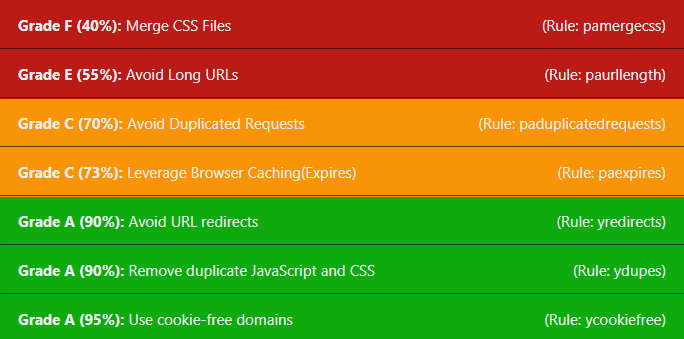 Grade F (40%): Merge CSS Files (Rule: pamergecss)
Grade E (55%): Avoid Long URLs (Rule: paurllength)
Grade C (70%): Avoid Duplicated Requests (Rule: paduplicatedrequests)
Grade C (73%): Leverage Browser Caching(Expires) (Rule: paexpires)
Grade A (90%): Avoid URL redirects (Rule: yredirects)
Grade A (90%): Remove duplicate JavaScript and CSS (Rule: ydupes)
Grade A (95%): Use cookie-free domains (Rule: ycookiefree)